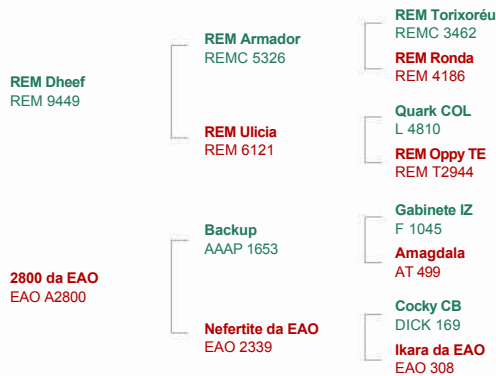 REM Torixoréu
REMC 3462
REM Armador
REMC 5326
REM Ronda
REM 4186
REM Dheef
REM 9449
Quark COL
L 4810
REM Ulicia
REM 6121
REM Oppy TE
REM T2944
Gabinete IZ
F 1045
Backup
AAAP 1653
Amagdala
AT 499
2800 da EAO
EAO A2800
Cocky CB
DICK 169
Nefertite da EAO
EAO 2339
Ikara da EAO
EAO 308